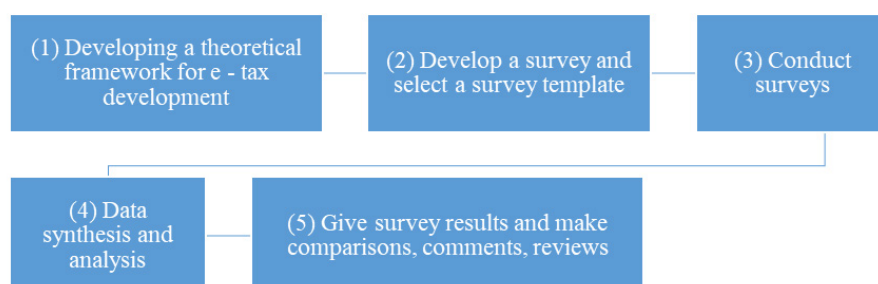 (1) Developing a theoretical
framework for e - tax
development
(2) Develop a survey and
select a survey template
(3) Conduct
surveys
(4) Data
synthesis and
analysis
(5) Give survey results and make
comparisons, comments, reviews